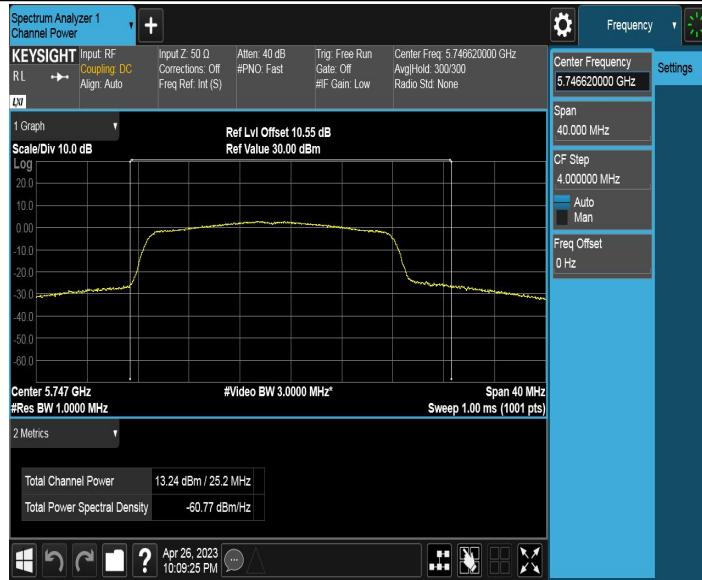 Spectrum Analyzer 1
Channel Power
Frequency
KEYSIGHT
Input: RF
Coupling: DC
Align: Auto
Input Z: 50 Ω
Corrections: Off
Freq Ref: Int (S)
Atten: 40 dB
#PNO: Fast
Trig: Free Run
Gate: Off
#IF Gain: Low
Center Freq: 5.746620000 GHz
Avg|Hold: 300/300
Radio Std: None
RL
LXI
Center Frequency
5.746620000 GHz
Settings
Span
40.000 MHz
CF Step
4.000000 MHz
Auto
Man
Freq Offset
0 Hz
1 Graph
Scale/Div 10.0 dB
Ref Lvl Offset 10.55 dB
Ref Value 30.00 dBm
Log
20.0
10.0
0.00
-10.0
-20.0
-30.0
-40.0
-50.0
-60.0
Center 5.747 GHz
#Res BW 1.0000 MHz
#Video BW 3.0000 MHz*
Span 40 MHz
Sweep 1.00 ms (1001 pts)
2 Metrics
Total Channel Power 13.24 dBm / 25.2 MHz
Total Power Spectral Density -60.77 dBm/Hz
?
Apr 26, 2023
10:09:25 PM